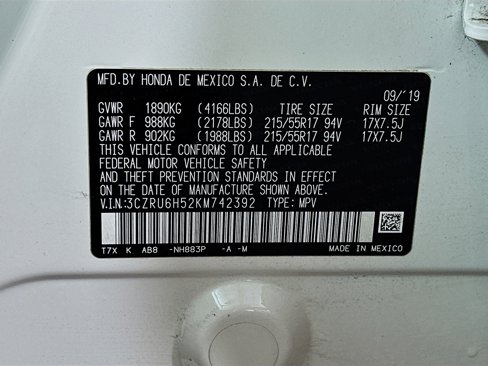 MFD.BY HONDA DE MEXICO S.A. DE C.V.
09/'19
GVWR 1890KG (4166LBS) TIRE SIZE RIM SIZE
GAWR F 988KG (2178LBS) 215/55R17 94V 17X7.5J
GAWR R 902KG (1988LBS) 215/55R17 94V 17X7.5J
THIS VEHICLE CONFORMS TO ALL APPLICABLE
FEDERAL MOTOR VEHICLE SAFETY
AND THEFT PREVENTION STANDARDS IN EFFECT
ON THE DATE OF MANUFACTURE SHOWN ABOVE.
V.I.N:3CZRU6H52KM742392 TYPE: MPV
T7X K AB8 -NH883P -A -M MADE IN MEXICO